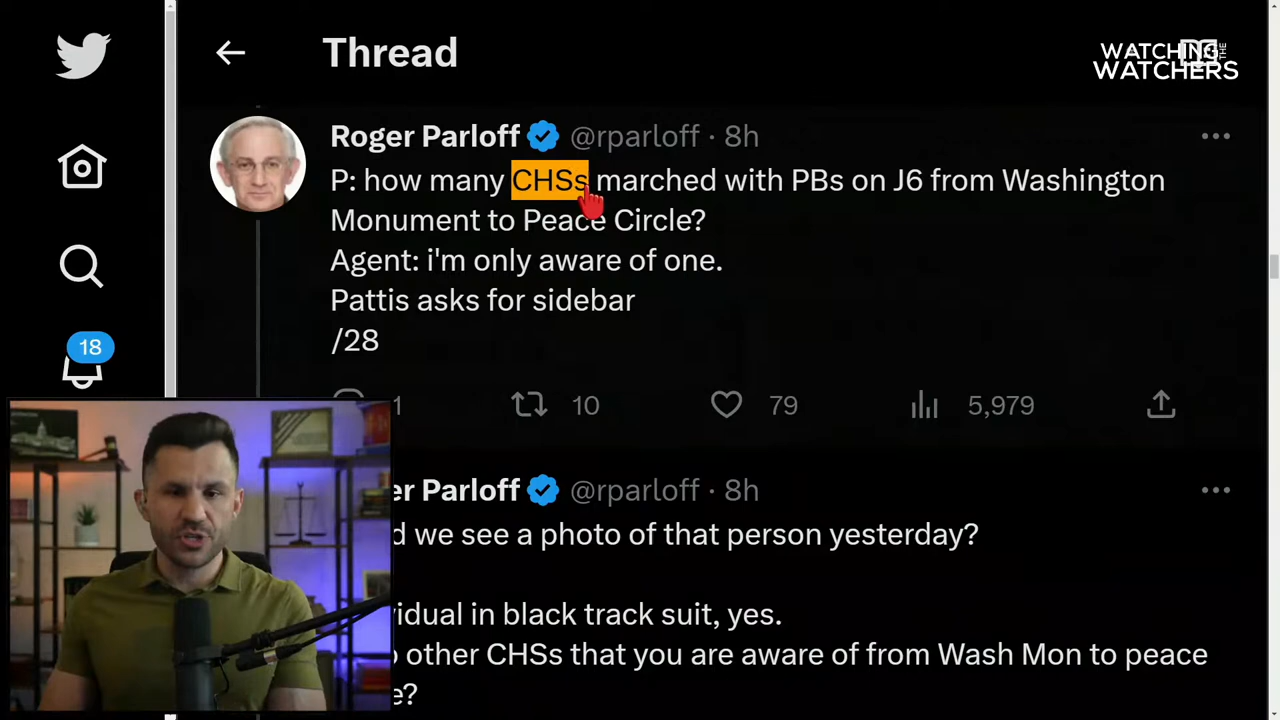 Thread
WATCHING THE
WATCHERS
Roger Parloff @rparloff · 8h
P: how many CHSs marched with PBs on J6 from Washington
Monument to Peace Circle?
Agent: i'm only aware of one.
Pattis asks for sidebar
/28
18
1 10 79 5,979
er Parloff @rparloff · 8h
d we see a photo of that person yesterday?
vidual in black track suit, yes.
o other CHSs that you are aware of from Wash Mon to peace
e?